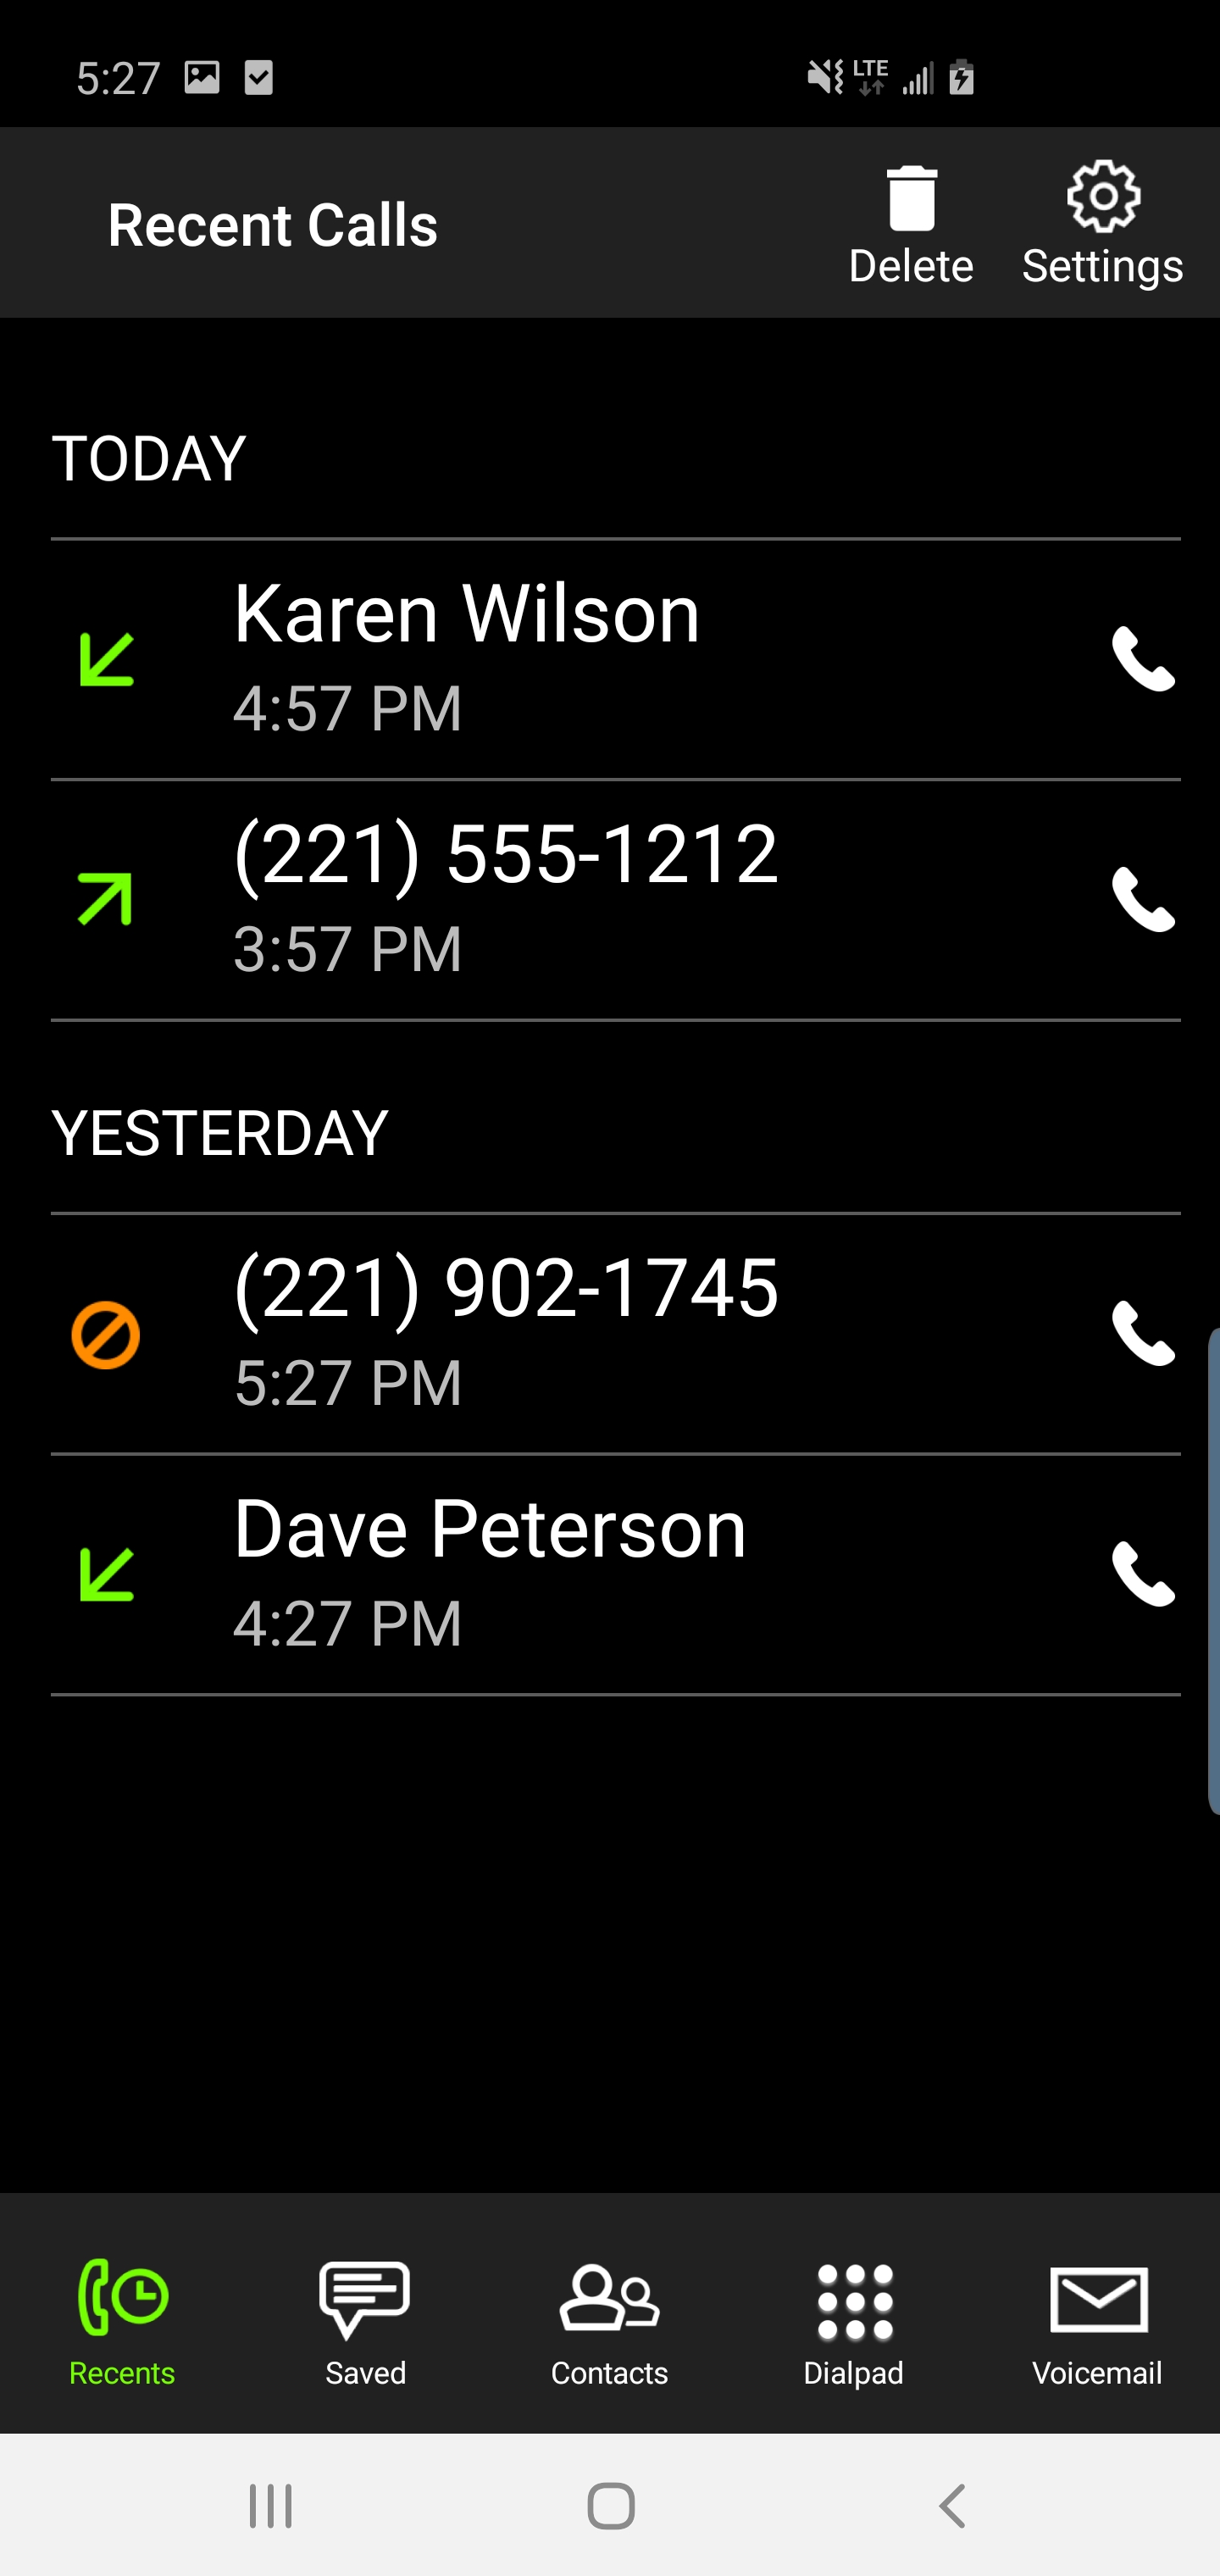 5:27 LTE
Recent Calls
Delete Settings
TODAY
Karen Wilson
4:57 PM
(221) 555-1212
3:57 PM
YESTERDAY
(221) 902-1745
5:27 PM
Dave Peterson
4:27 PM
Recents Saved Contacts Dialpad Voicemail